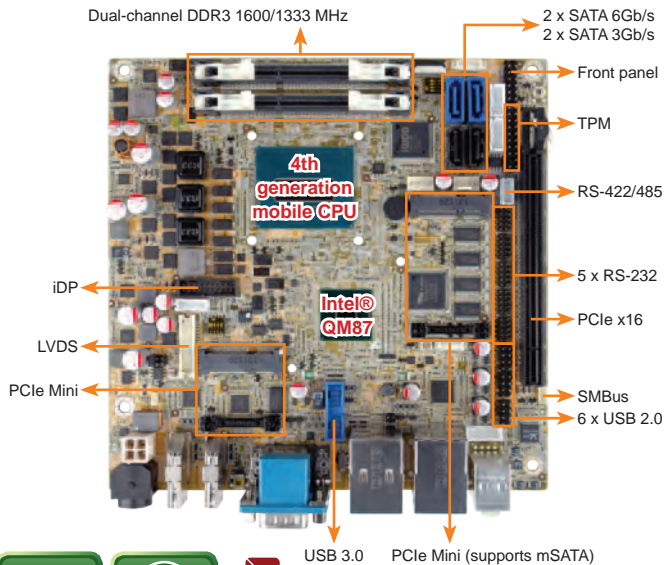 Dual-channel DDR3 1600/1333 MHz
2 x SATA 6Gb/s
2 x SATA 3Gb/s
Front panel
TPM
4th
generation
mobile CPU
RS-422/485
iDP
5 x RS-232
Intel®
QM87
PCIe x16
LVDS
PCIe Mini
SMBus
6 x USB 2.0
USB 3.0
PCIe Mini (supports mSATA)